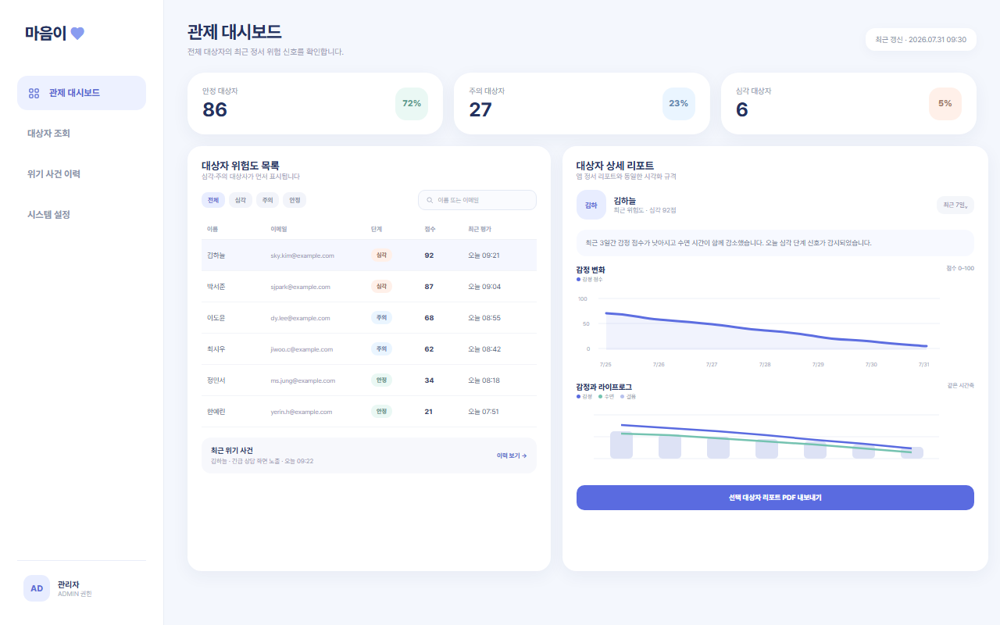 마음이
관제 대시보드
대상자 조회
위기 사건 이력
시스템 설정
AD
관리자
ADMIN 권한
관제 대시보드
전체 대상자의 최근 정서 위험 신호를 확인합니다.
최근 갱신 · 2026.07.31 09:30
안정 대상자
86
72%
주의 대상자
27
23%
심각 대상자
6
5%
대상자 위험도 목록
심각·주의 대상자가 먼저 표시됩니다
전체 심각 주의 안정
이름 또는 이메일
이름 이메일 단계 점수 최근 평가
김하늘 sky.kim@example.com 심각 92 오늘 09:21
박서준 sjpark@example.com 심각 87 오늘 09:04
이도윤 dy.lee@example.com 주의 68 오늘 08:55
최지우 jiwoo.c@example.com 주의 62 오늘 08:42
정민서 ms.jung@example.com 안정 34 오늘 08:18
한예린 yerin.h@example.com 안정 21 오늘 07:51
최근 위기 사건
김하늘 · 긴급 상담 화면 노출 · 오늘 09:22
이력 보기 →
대상자 상세 리포트
앱 정서 리포트와 동일한 시각화 규격
김하
김하늘
최근 위험도 · 심각 92점
최근 7일
최근 3일간 감정 점수가 낮아지고 수면 시간이 함께 감소했습니다. 오늘 심각 단계 신호가 감지되었습니다.
감정 변화
점수 0–100
감정 점수
100
50
0
7/25 7/26 7/27 7/28 7/29 7/30 7/31
감정과 라이프로그
같은 시간축
감정 수면 걸음
선택 대상자 리포트 PDF 내보내기